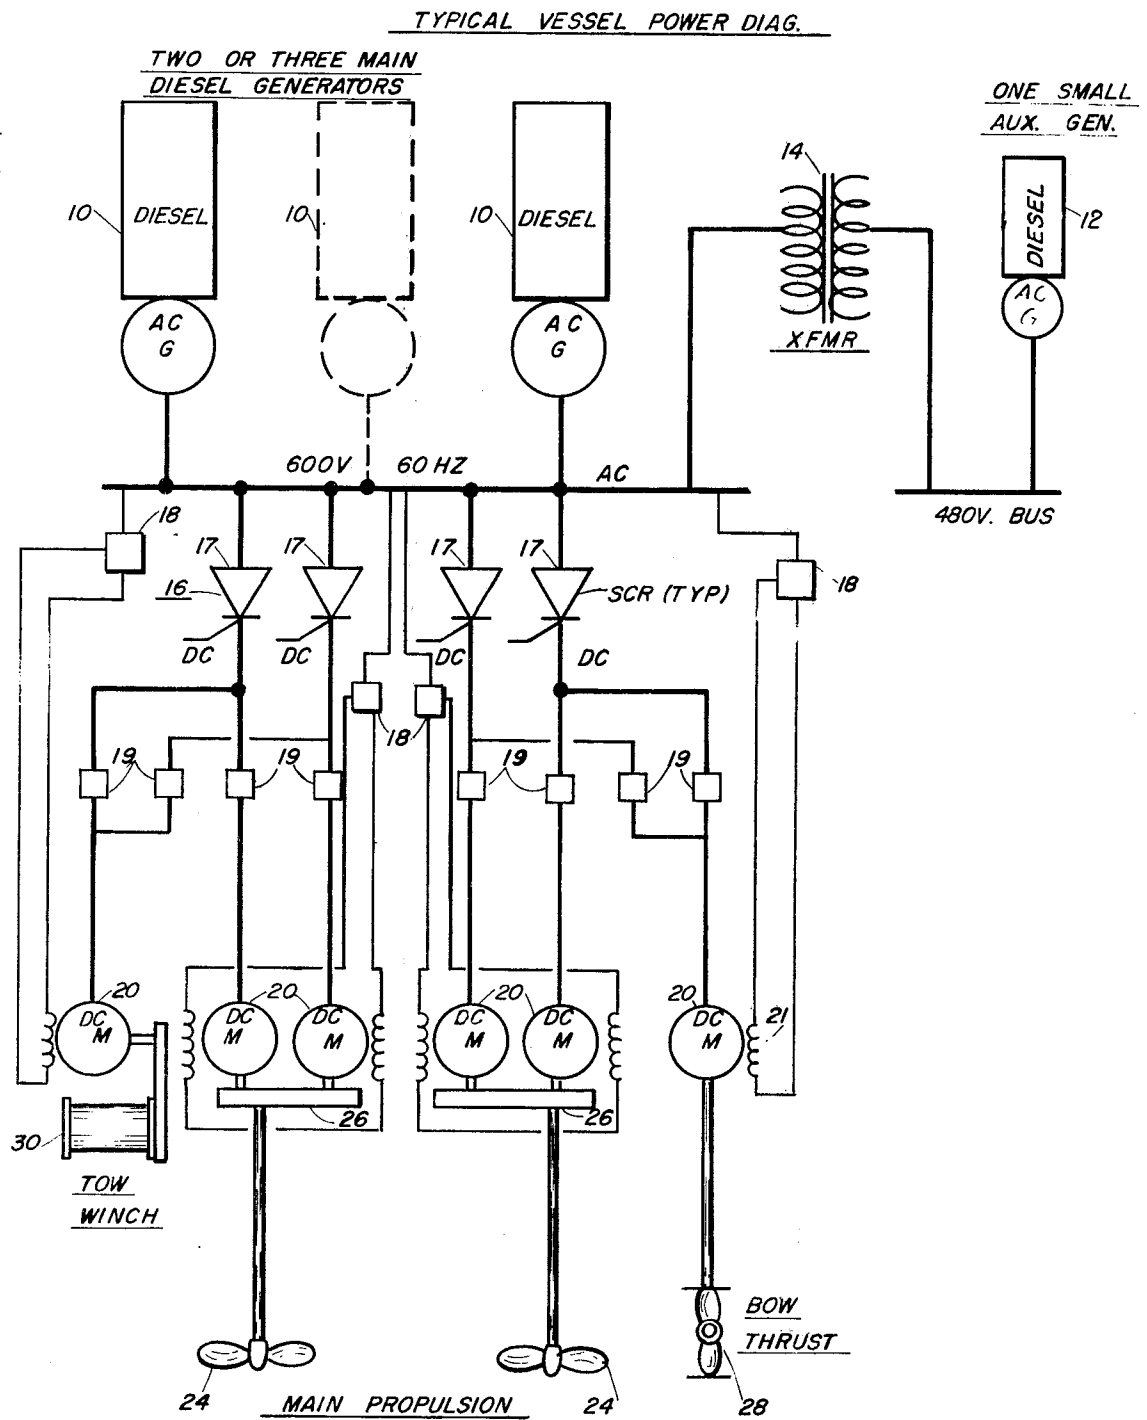 TYPICAL VESSEL POWER DIAG.
TWO OR THREE MAIN
DIESEL GENERATORS
ONE SMALL
AUX. GEN.
10
DIESEL
10
10
DIESEL
14
DIESEL
12
AC
G
AC
G
XFMR
AC
G
600V
60 HZ
AC
480V. BUS
18
17
17
17
17
16
SCR (TYP)
18
DC
DC
DC
DC
18
19
19
19
19
20
20
20
20
21
DC
M
DC
M
DC
M
DC
M
DC
M
DC
M
26
26
30
TOW
WINCH
BOW
THRUST
24
MAIN PROPULSION
24
28